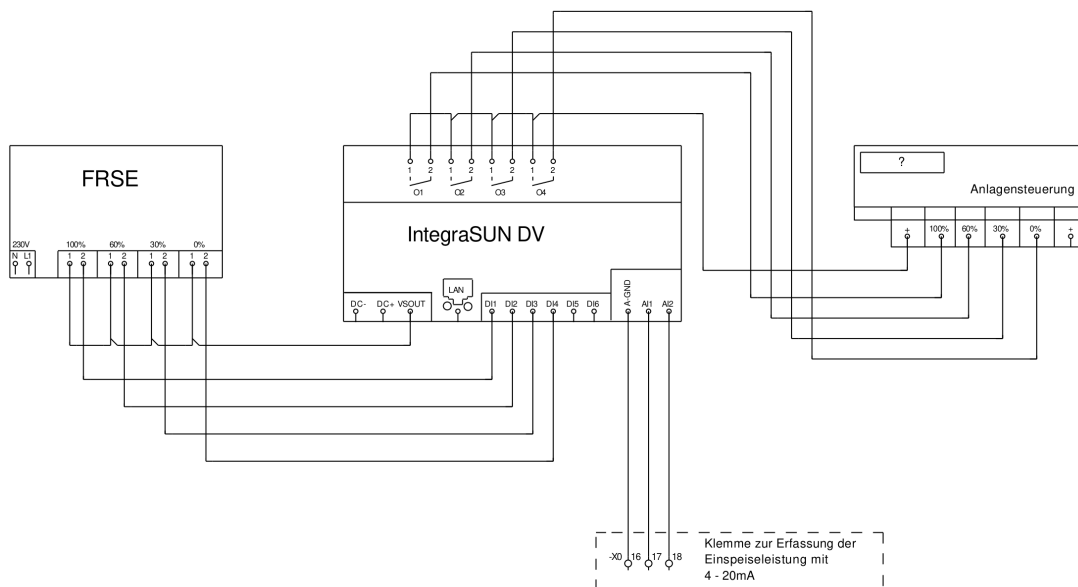 1 2 1 2 1 2 1 2
O1 O2 O3 O4
FRSE
230V 100% 60% 30% 0%
N L1 1 2 1 2 1 2 1 2
IntegraSUN DV
LAN
DC- DC+ VSOUT DI1 DI2 DI3 DI4 DI5 DI6 A-GND AI1 AI2
?
Anlagensteuerung
+ 100% 60% 30% 0% +
-X0 16 17 18
Klemme zur Erfassung der
Einspeiseleistung mit
4 - 20mA